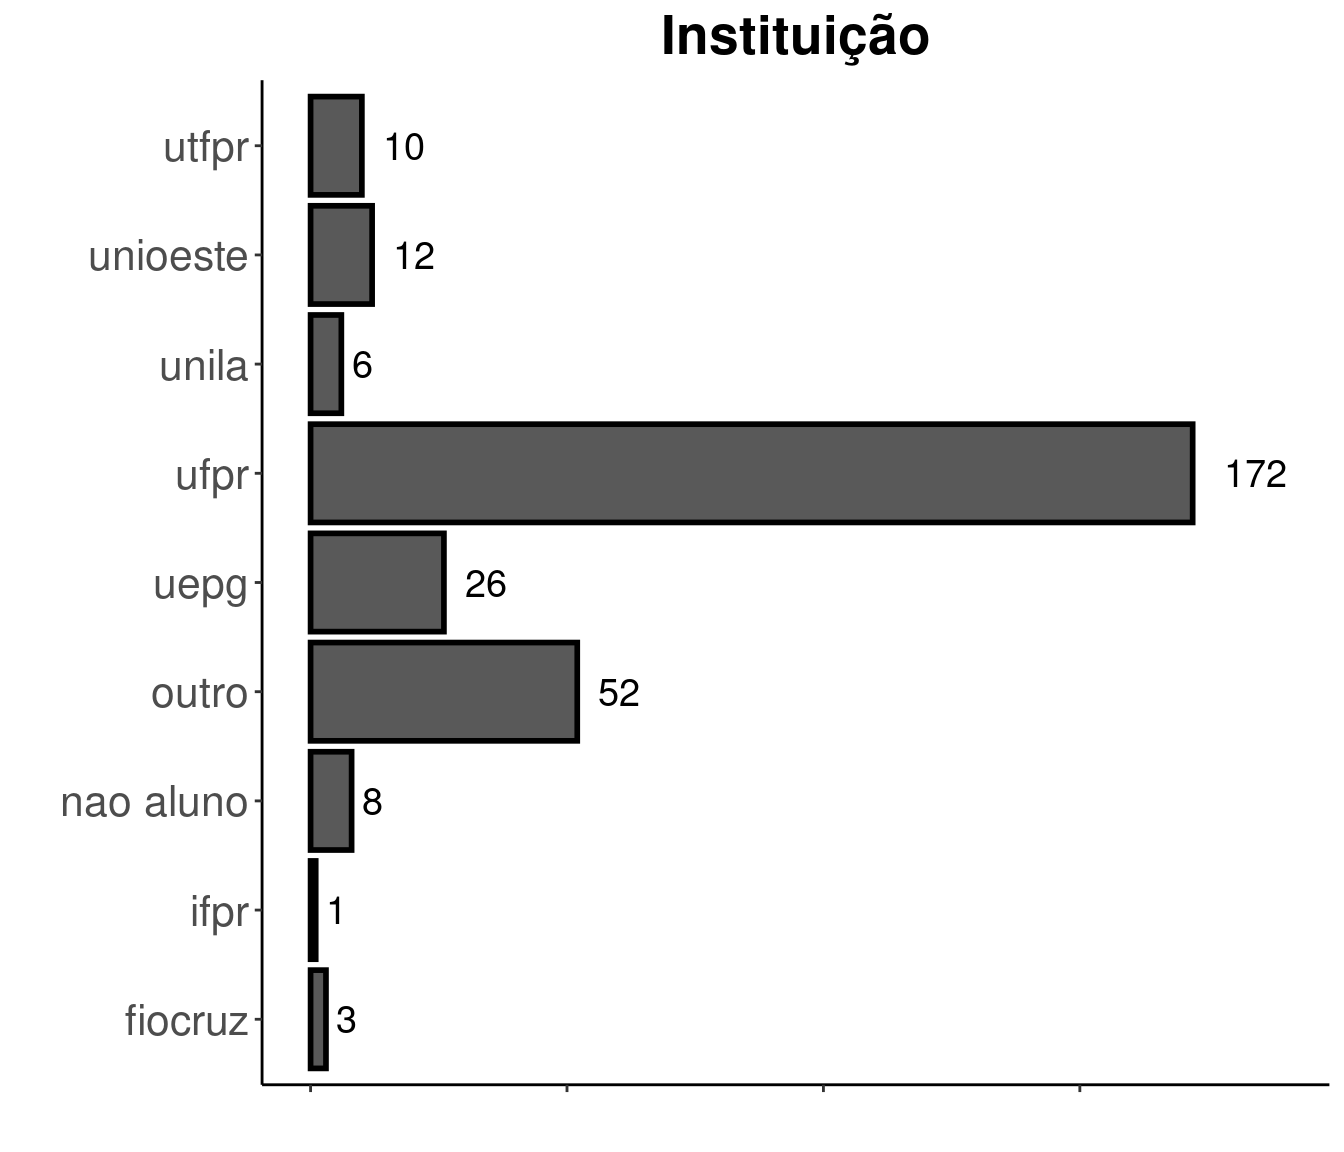 Instituição
utfpr 10
unioeste 12
unila 6
ufpr 172
uepg 26
outro 52
nao aluno 8
ifpr 1
fiocruz 3